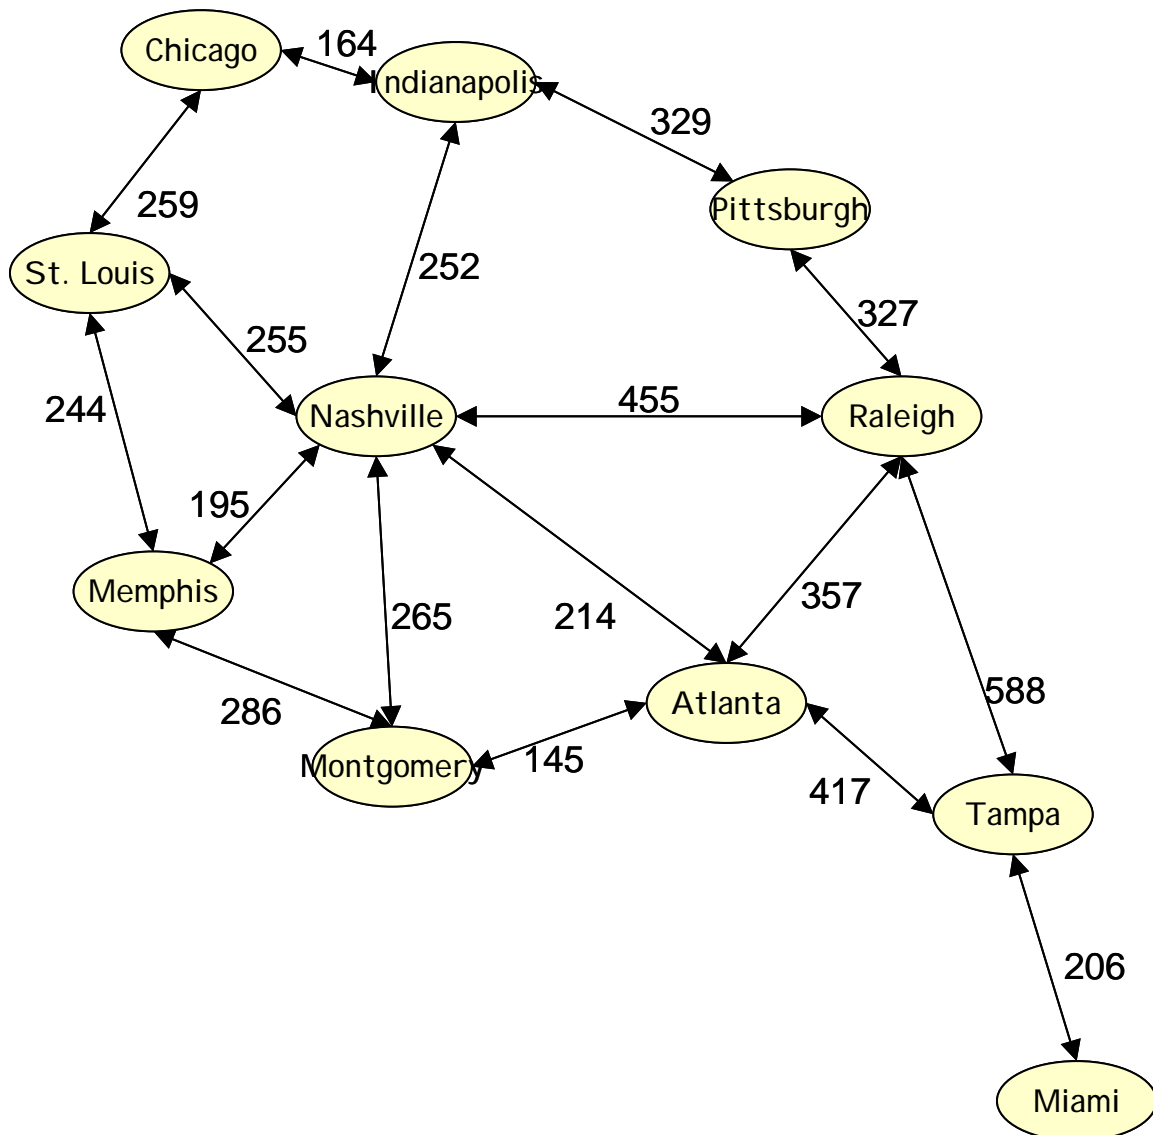 Chicago
164
Indianapolis
329
Pittsburgh
259
St. Louis
252
327
255
244
Nashville
455
Raleigh
195
Memphis
265
214
357
286
Atlanta
588
Montgomery
145
417
Tampa
206
Miami